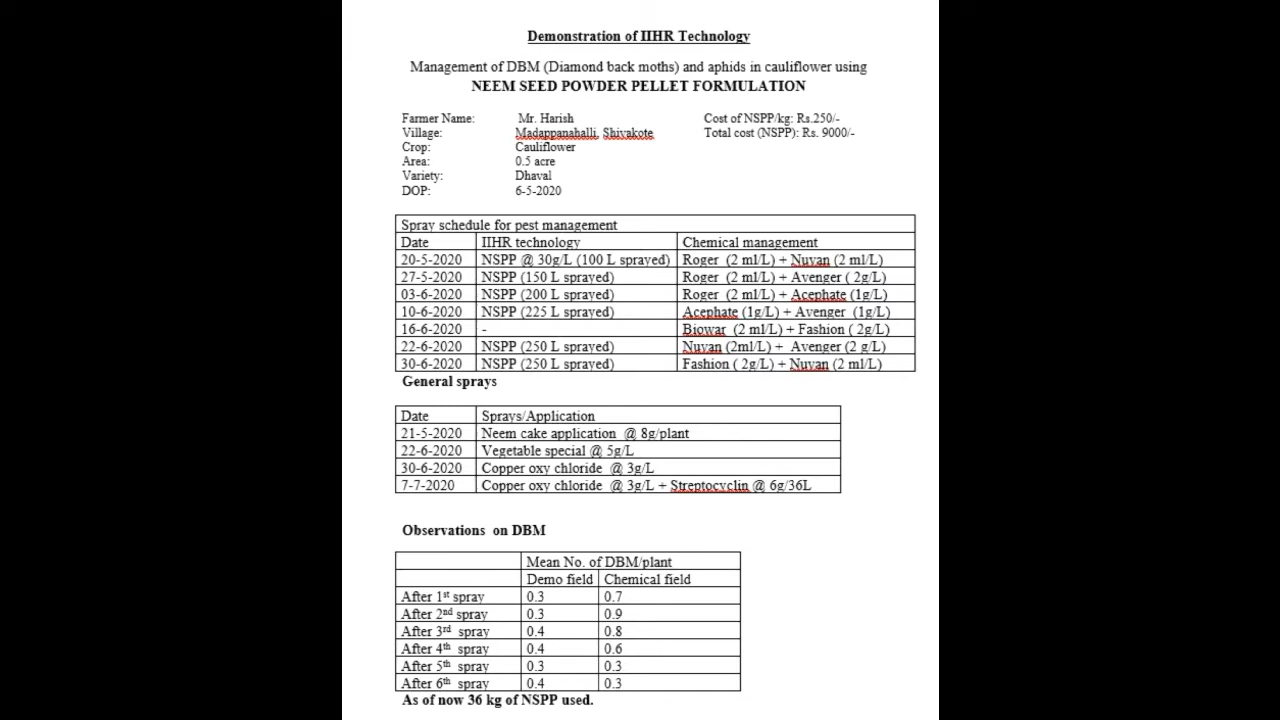 Demonstration of IIHR Technology
Management of DBM (Diamond back moths) and aphids in cauliflower using
NEEM SEED POWDER PELLET FORMULATION
Farmer Name: Mr. Harish Cost of NSPP/kg: Rs.250/-
Village: Madappanahalli, Shivakote Total cost (NSPP): Rs. 9000/-
Crop: Cauliflower
Area: 0.5 acre
Variety: Dhaval
DOP: 6-5-2020
Spray schedule for pest management
Date IIHR technology Chemical management
20-5-2020 NSPP @ 30g/L (100 L sprayed) Roger (2 ml/L) + Nuvan (2 ml/L)
27-5-2020 NSPP (150 L sprayed) Roger (2 ml/L) + Avenger ( 2g/L)
03-6-2020 NSPP (200 L sprayed) Roger (2 ml/L) + Acephate (1g/L)
10-6-2020 NSPP (225 L sprayed) Acephate (1g/L) + Avenger (1g/L)
16-6-2020 - Biowar (2 ml/L) + Fashion ( 2g/L)
22-6-2020 NSPP (250 L sprayed) Nuvan (2ml/L) + Avenger (2 g/L)
30-6-2020 NSPP (250 L sprayed) Fashion ( 2g/L) + Nuvan (2 ml/L)
General sprays
Date Sprays/Application
21-5-2020 Neem cake application @ 8g/plant
22-6-2020 Vegetable special @ 5g/L
30-6-2020 Copper oxy chloride @ 3g/L
7-7-2020 Copper oxy chloride @ 3g/L + Streptocyclin @ 6g/36L
Observations on DBM
Mean No. of DBM/plant
Demo field Chemical field
After 1st spray 0.3 0.7
After 2nd spray 0.3 0.9
After 3rd spray 0.4 0.8
After 4th spray 0.4 0.6
After 5th spray 0.3 0.3
After 6th spray 0.4 0.3
As of now 36 kg of NSPP used.